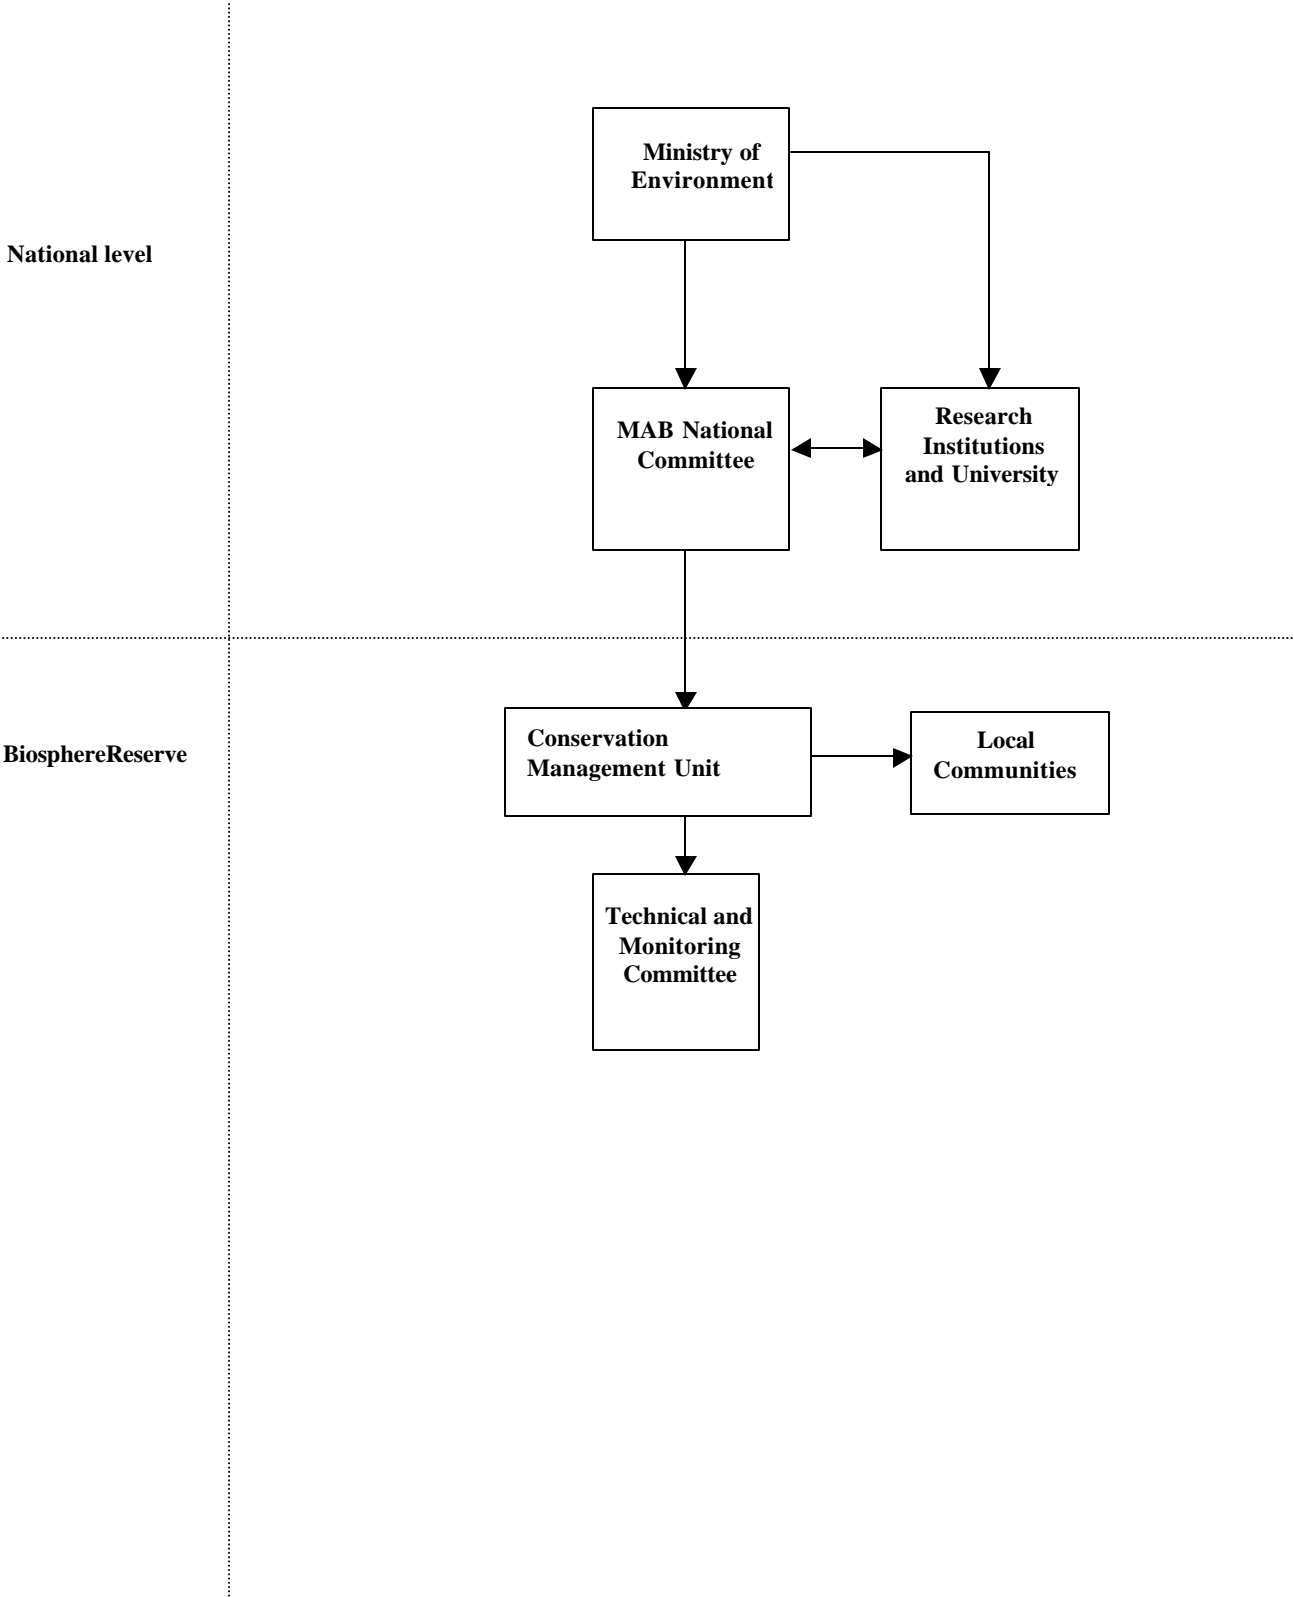 Ministry of
Environment
National level
MAB National
Committee
Research
Institutions
and University
BiosphereReserve
Conservation
Management Unit
Local
Communities
Technical and
Monitoring
Committee